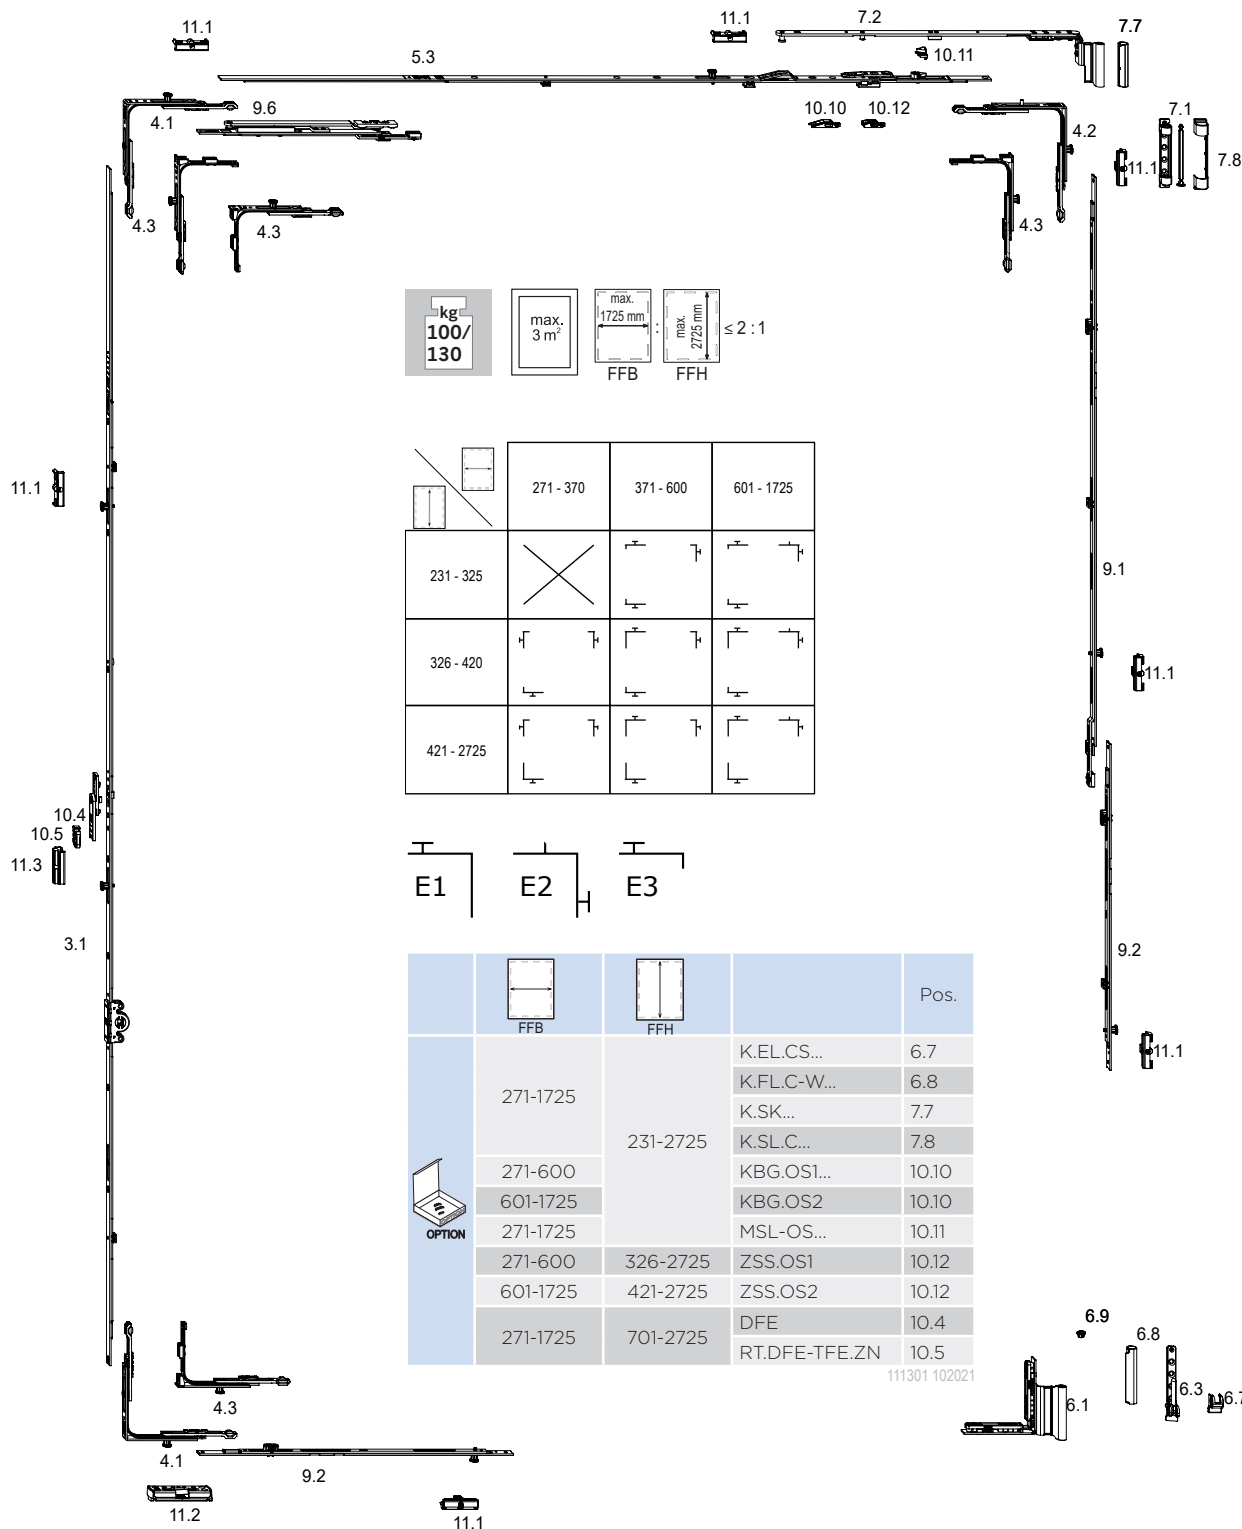 11.1
11.1
7.2
7.7
5.3
10.11
4.1
9.6
10.10
10.12
7.1
4.2
11.1
7.8
4.3
4.3
4.3
kg
100/
130
max.
3 m²
max.
1725 mm
FFB
:
max.
2725 mm
FFH
≤ 2 : 1
11.1
271 - 370
371 - 600
601 - 1725
231 - 325
326 - 420
421 - 2725
9.1
11.1
10.4
10.5
11.3
E1
E2
E3
3.1
9.2
11.1
FFB
FFH
Pos.
OPTION
271-1725
231-2725
K.EL.CS...
6.7
K.FL.C-W...
6.8
K.SK...
7.7
K.SL.C...
7.8
271-600
KBG.OS1...
10.10
601-1725
KBG.OS2
10.10
271-1725
MSL-OS...
10.11
271-600
326-2725
ZSS.OS1
10.12
601-1725
421-2725
ZSS.OS2
10.12
271-1725
701-2725
DFE
10.4
RT.DFE-TFE.ZN
10.5
111301 102021
6.9
6.8
6.3
6.7
6.1
4.3
4.1
9.2
11.2
11.1